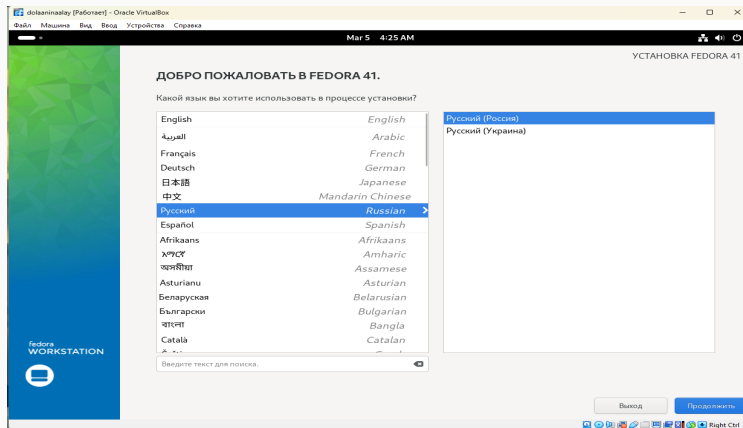 dolaaninaalay [Работает] - Oracle VirtualBox
Файл Машина Вид Ввод Устройства Справка
Mar 5 4:25 AM
УСТАНОВКА FEDORA 41
ДОБРО ПОЖАЛОВАТЬ В FEDORA 41.
Какой язык вы хотите использовать в процессе установки?
English English
العربية Arabic
Français French
Deutsch German
日本語 Japanese
中文 Mandarin Chinese
Русский Russian
Español Spanish
Afrikaans Afrikaans
አማርኛ Amharic
অসমীয়া Assamese
Asturianu Asturian
Беларуская Belarusian
Български Bulgarian
বাংলা Bangla
Català Catalan
Русский (Россия)
Русский (Украина)
Введите текст для поиска.
fedora
WORKSTATION
Выход Продолжить
Right Ctrl